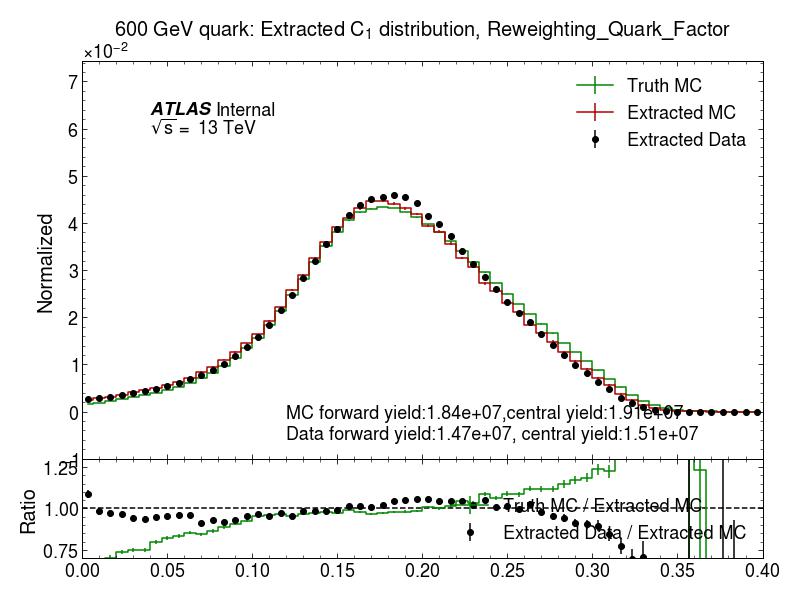 600 GeV quark: Extracted C₁ distribution, Reweighting_Quark_Factor
×10⁻²
7
6
5
4
3
2
1
0
Normalized
ATLAS Internal
√s = 13 TeV
Truth MC
Extracted MC
Extracted Data
MC forward yield:1.84e+07,central yield:1.91e+07
Data forward yield:1.47e+07, central yield:1.51e+07
1
1.25
1.00
0.75
Ratio
Truth MC / Extracted MC
Extracted Data / Extracted MC
0.00 0.05 0.10 0.15 0.20 0.25 0.30 0.35 0.40